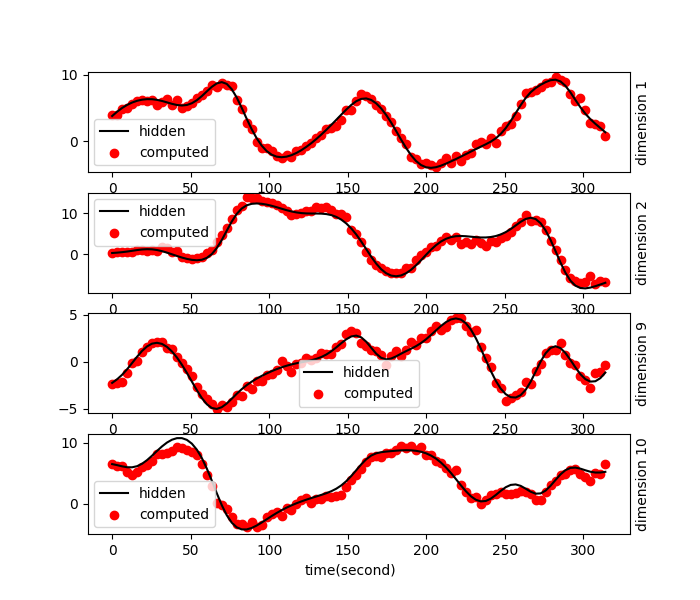 10
0
hidden
computed
0 50 100 150 200 250 300
dimension 1
10
0
hidden
computed
0 50 100 150 200 250 300
dimension 2
5
0
−5
hidden
computed
0 50 100 150 200 250 300
dimension 9
10
0
hidden
computed
0 50 100 150 200 250 300
dimension 10
time(second)